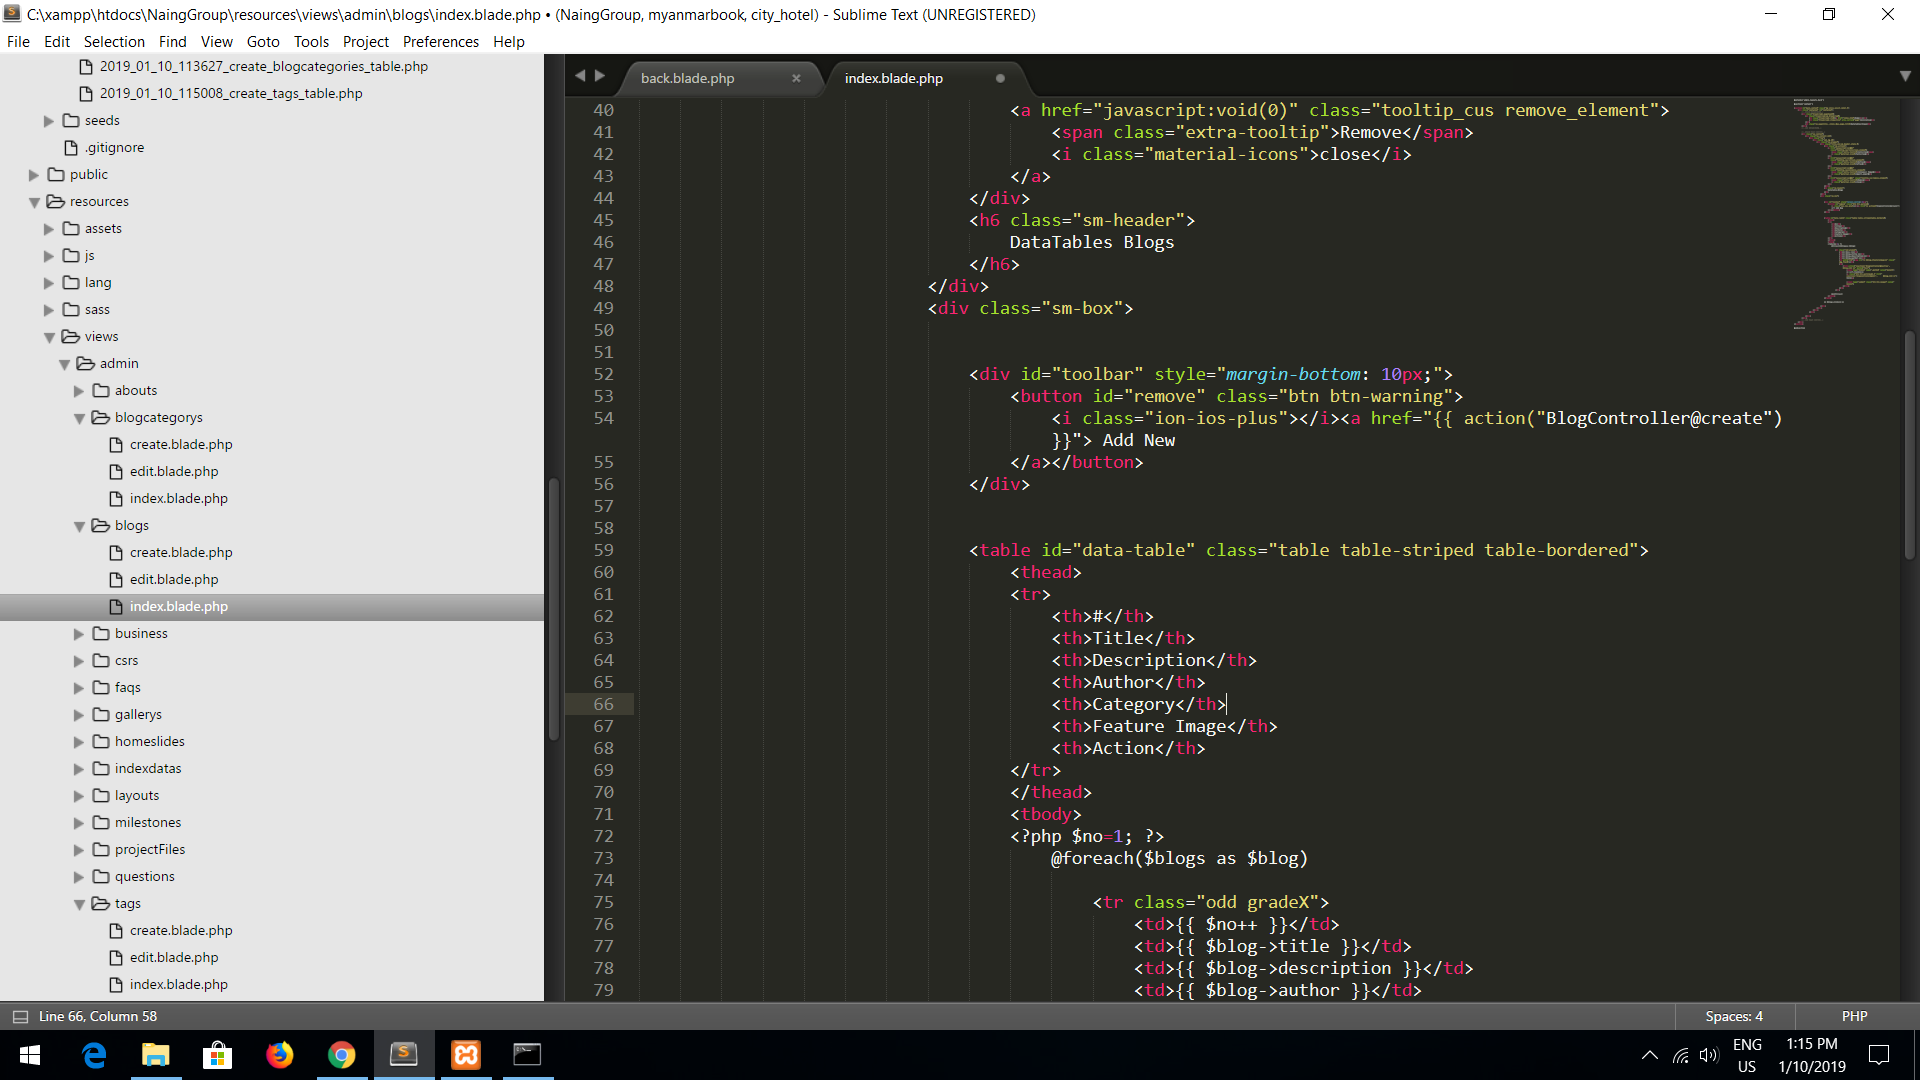 C:\xampp\htdocs\NaingGroup\resources\views\admin\blogs\index.blade.php • (NaingGroup, myanmarbook, city_hotel) - Sublime Text (UNREGISTERED)
File Edit Selection Find View Goto Tools Project Preferences Help
2019_01_10_113627_create_blogcategories_table.php
2019_01_10_115008_create_tags_table.php
seeds
.gitignore
public
resources
assets
js
lang
sass
views
admin
abouts
blogcategorys
create.blade.php
edit.blade.php
index.blade.php
blogs
create.blade.php
edit.blade.php
index.blade.php
business
csrs
faqs
gallerys
homeslides
indexdatas
layouts
milestones
projectFiles
questions
tags
create.blade.php
edit.blade.php
index.blade.php
back.blade.php × index.blade.php
40 <a href="javascript:void(0)" class="tooltip_cus remove_element">
41 <span class="extra-tooltip">Remove</span>
42 <i class="material-icons">close</i>
43 </a>
44 </div>
45 <h6 class="sm-header">
46 DataTables Blogs
47 </h6>
48 </div>
49 <div class="sm-box">
50
51
52 <div id="toolbar" style="margin-bottom: 10px;">
53 <button id="remove" class="btn btn-warning">
54 <i class="ion-ios-plus"></i><a href="{{ action("BlogController@create")
}}"> Add New
55 </a></button>
56 </div>
57
58
59 <table id="data-table" class="table table-striped table-bordered">
60 <thead>
61 <tr>
62 <th>#</th>
63 <th>Title</th>
64 <th>Description</th>
65 <th>Author</th>
66 <th>Category</th>
67 <th>Feature Image</th>
68 <th>Action</th>
69 </tr>
70 </thead>
71 <tbody>
72 <?php $no=1; ?>
73 @foreach($blogs as $blog)
74
75 <tr class="odd gradeX">
76 <td>{{ $no++ }}</td>
77 <td>{{ $blog->title }}</td>
78 <td>{{ $blog->description }}</td>
79 <td>{{ $blog->author }}</td>
Line 66, Column 58
Spaces: 4 PHP
ENG
US
1:15 PM
1/10/2019